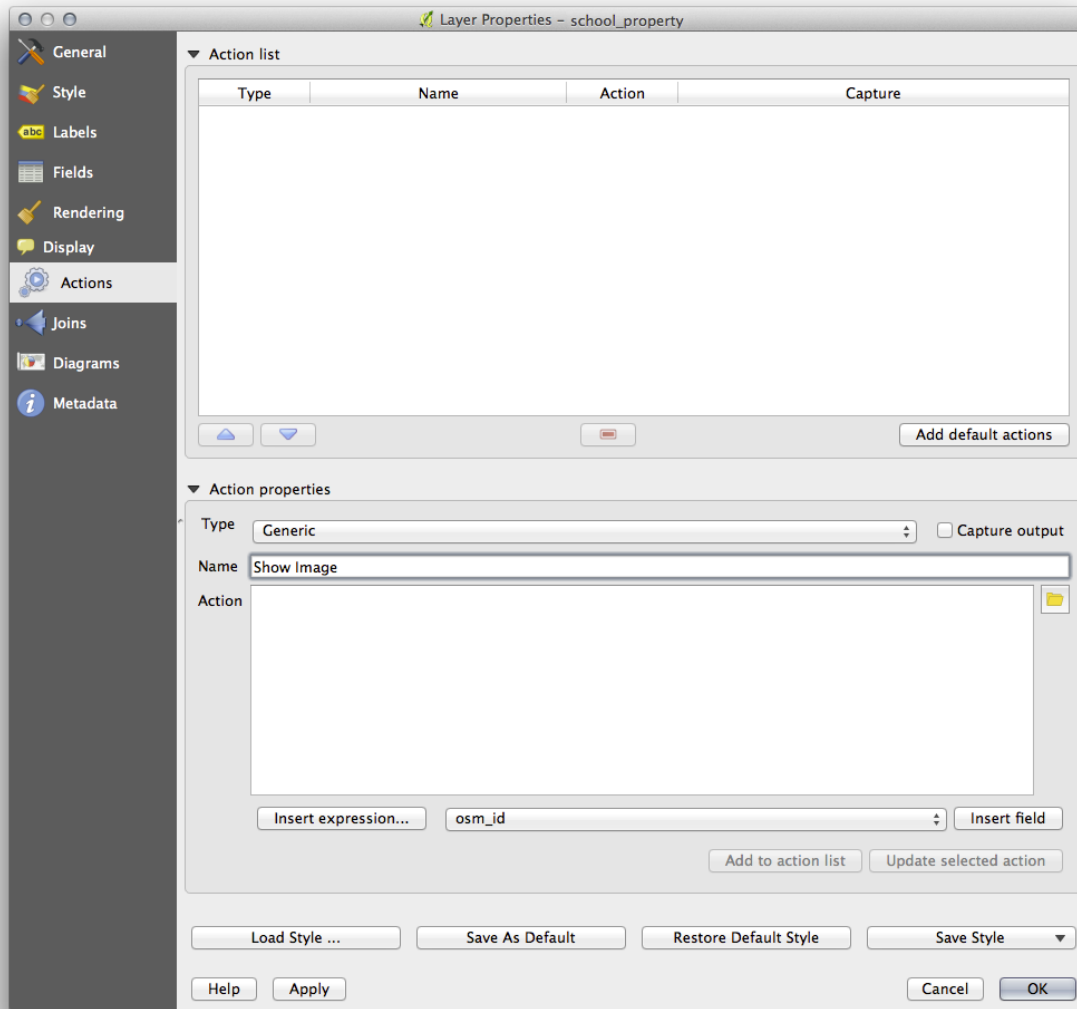 Layer Properties – school_property
General
Style
abc Labels
Fields
Rendering
Display
Actions
Joins
Diagrams
i Metadata
Action list
Type Name Action Capture
Add default actions
Action properties
Type Generic Capture output
Name Show Image
Action
Insert expression... osm_id Insert field
Add to action list Update selected action
Load Style ... Save As Default Restore Default Style Save Style
Help Apply Cancel OK